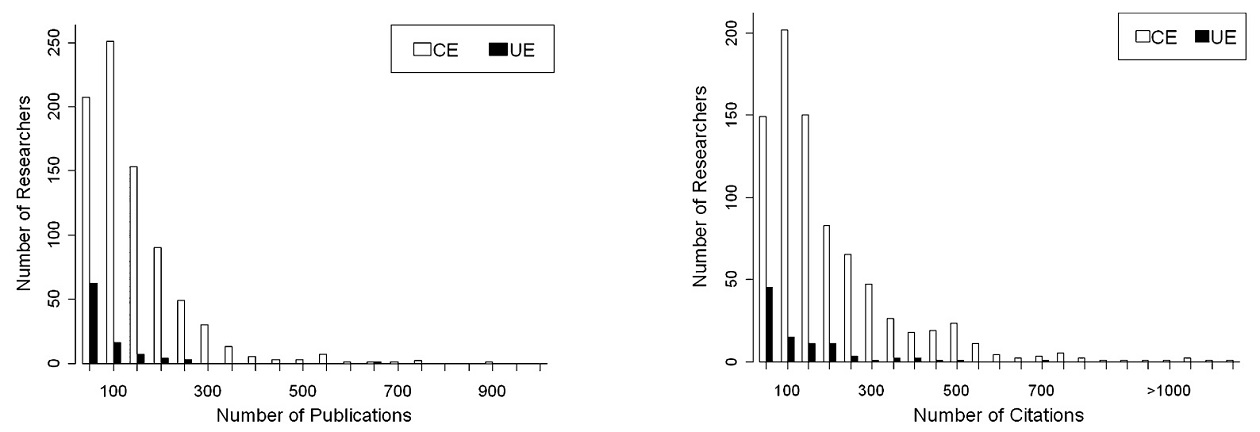 CE UE
250
200
150
100
50
0
Number of Researchers
100 300 500 700 900
Number of Publications
CE UE
200
150
100
50
0
Number of Researchers
100 300 500 700 >1000
Number of Citations